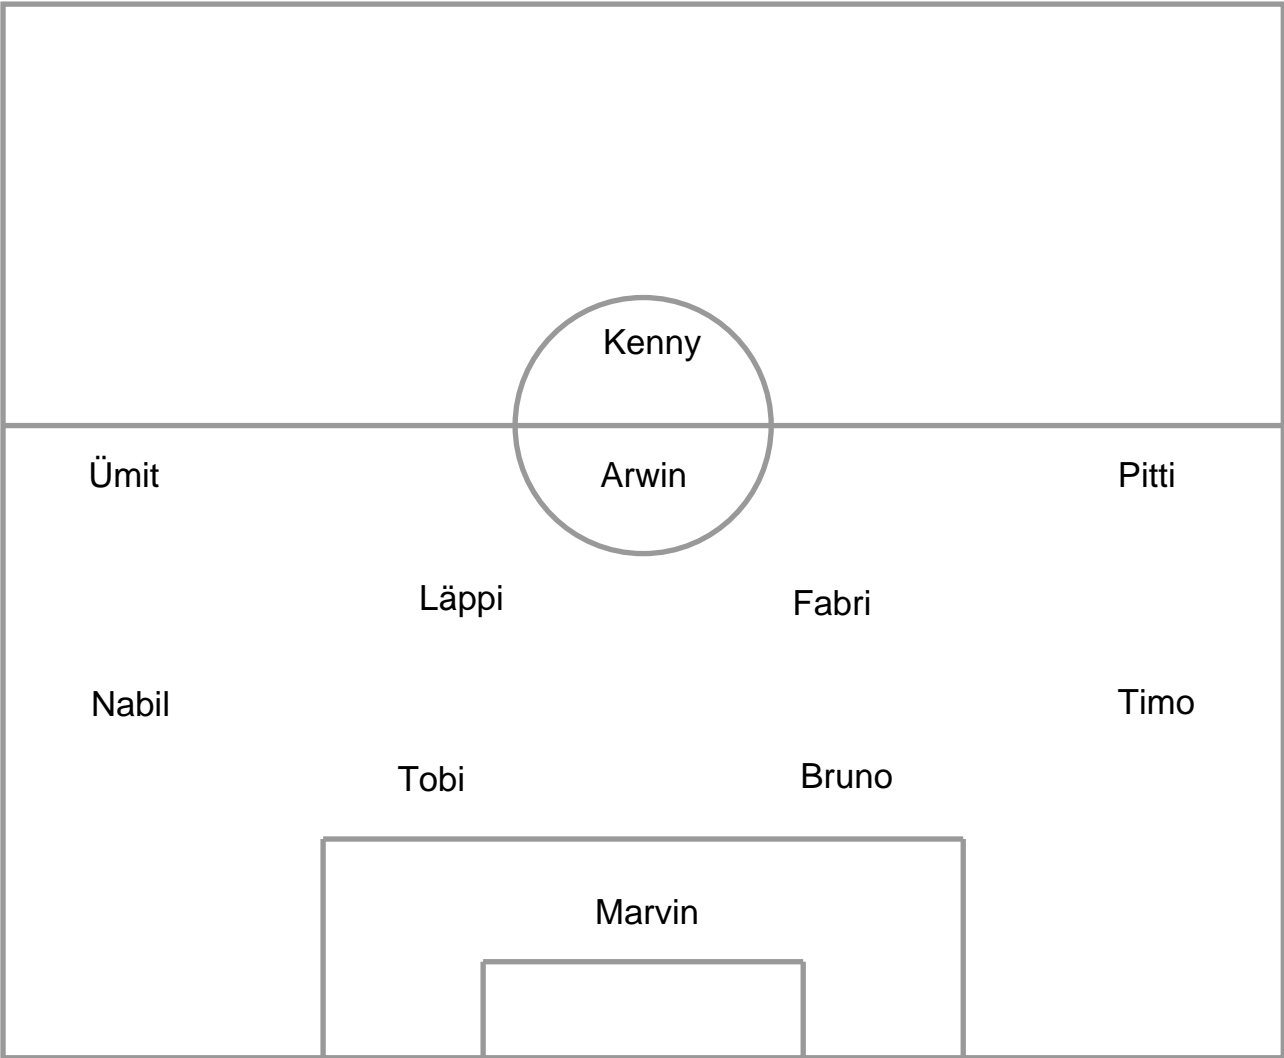 Kenny
Ümit Arwin Pitti
Läppi Fabri
Nabil Timo
Tobi Bruno
Marvin